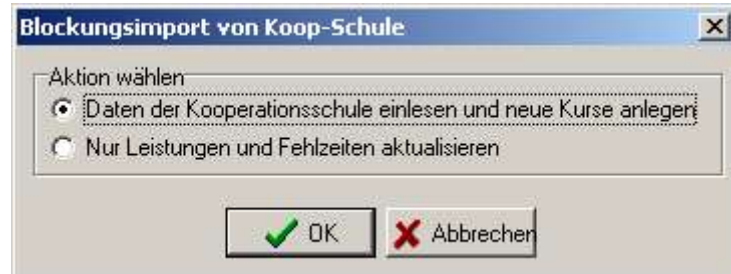 Blockungsimport von Koop-Schule
Aktion wählen
Daten der Kooperationsschule einlesen und neue Kurse anlegen
Nur Leistungen und Fehlzeiten aktualisieren
OK
Abbrechen